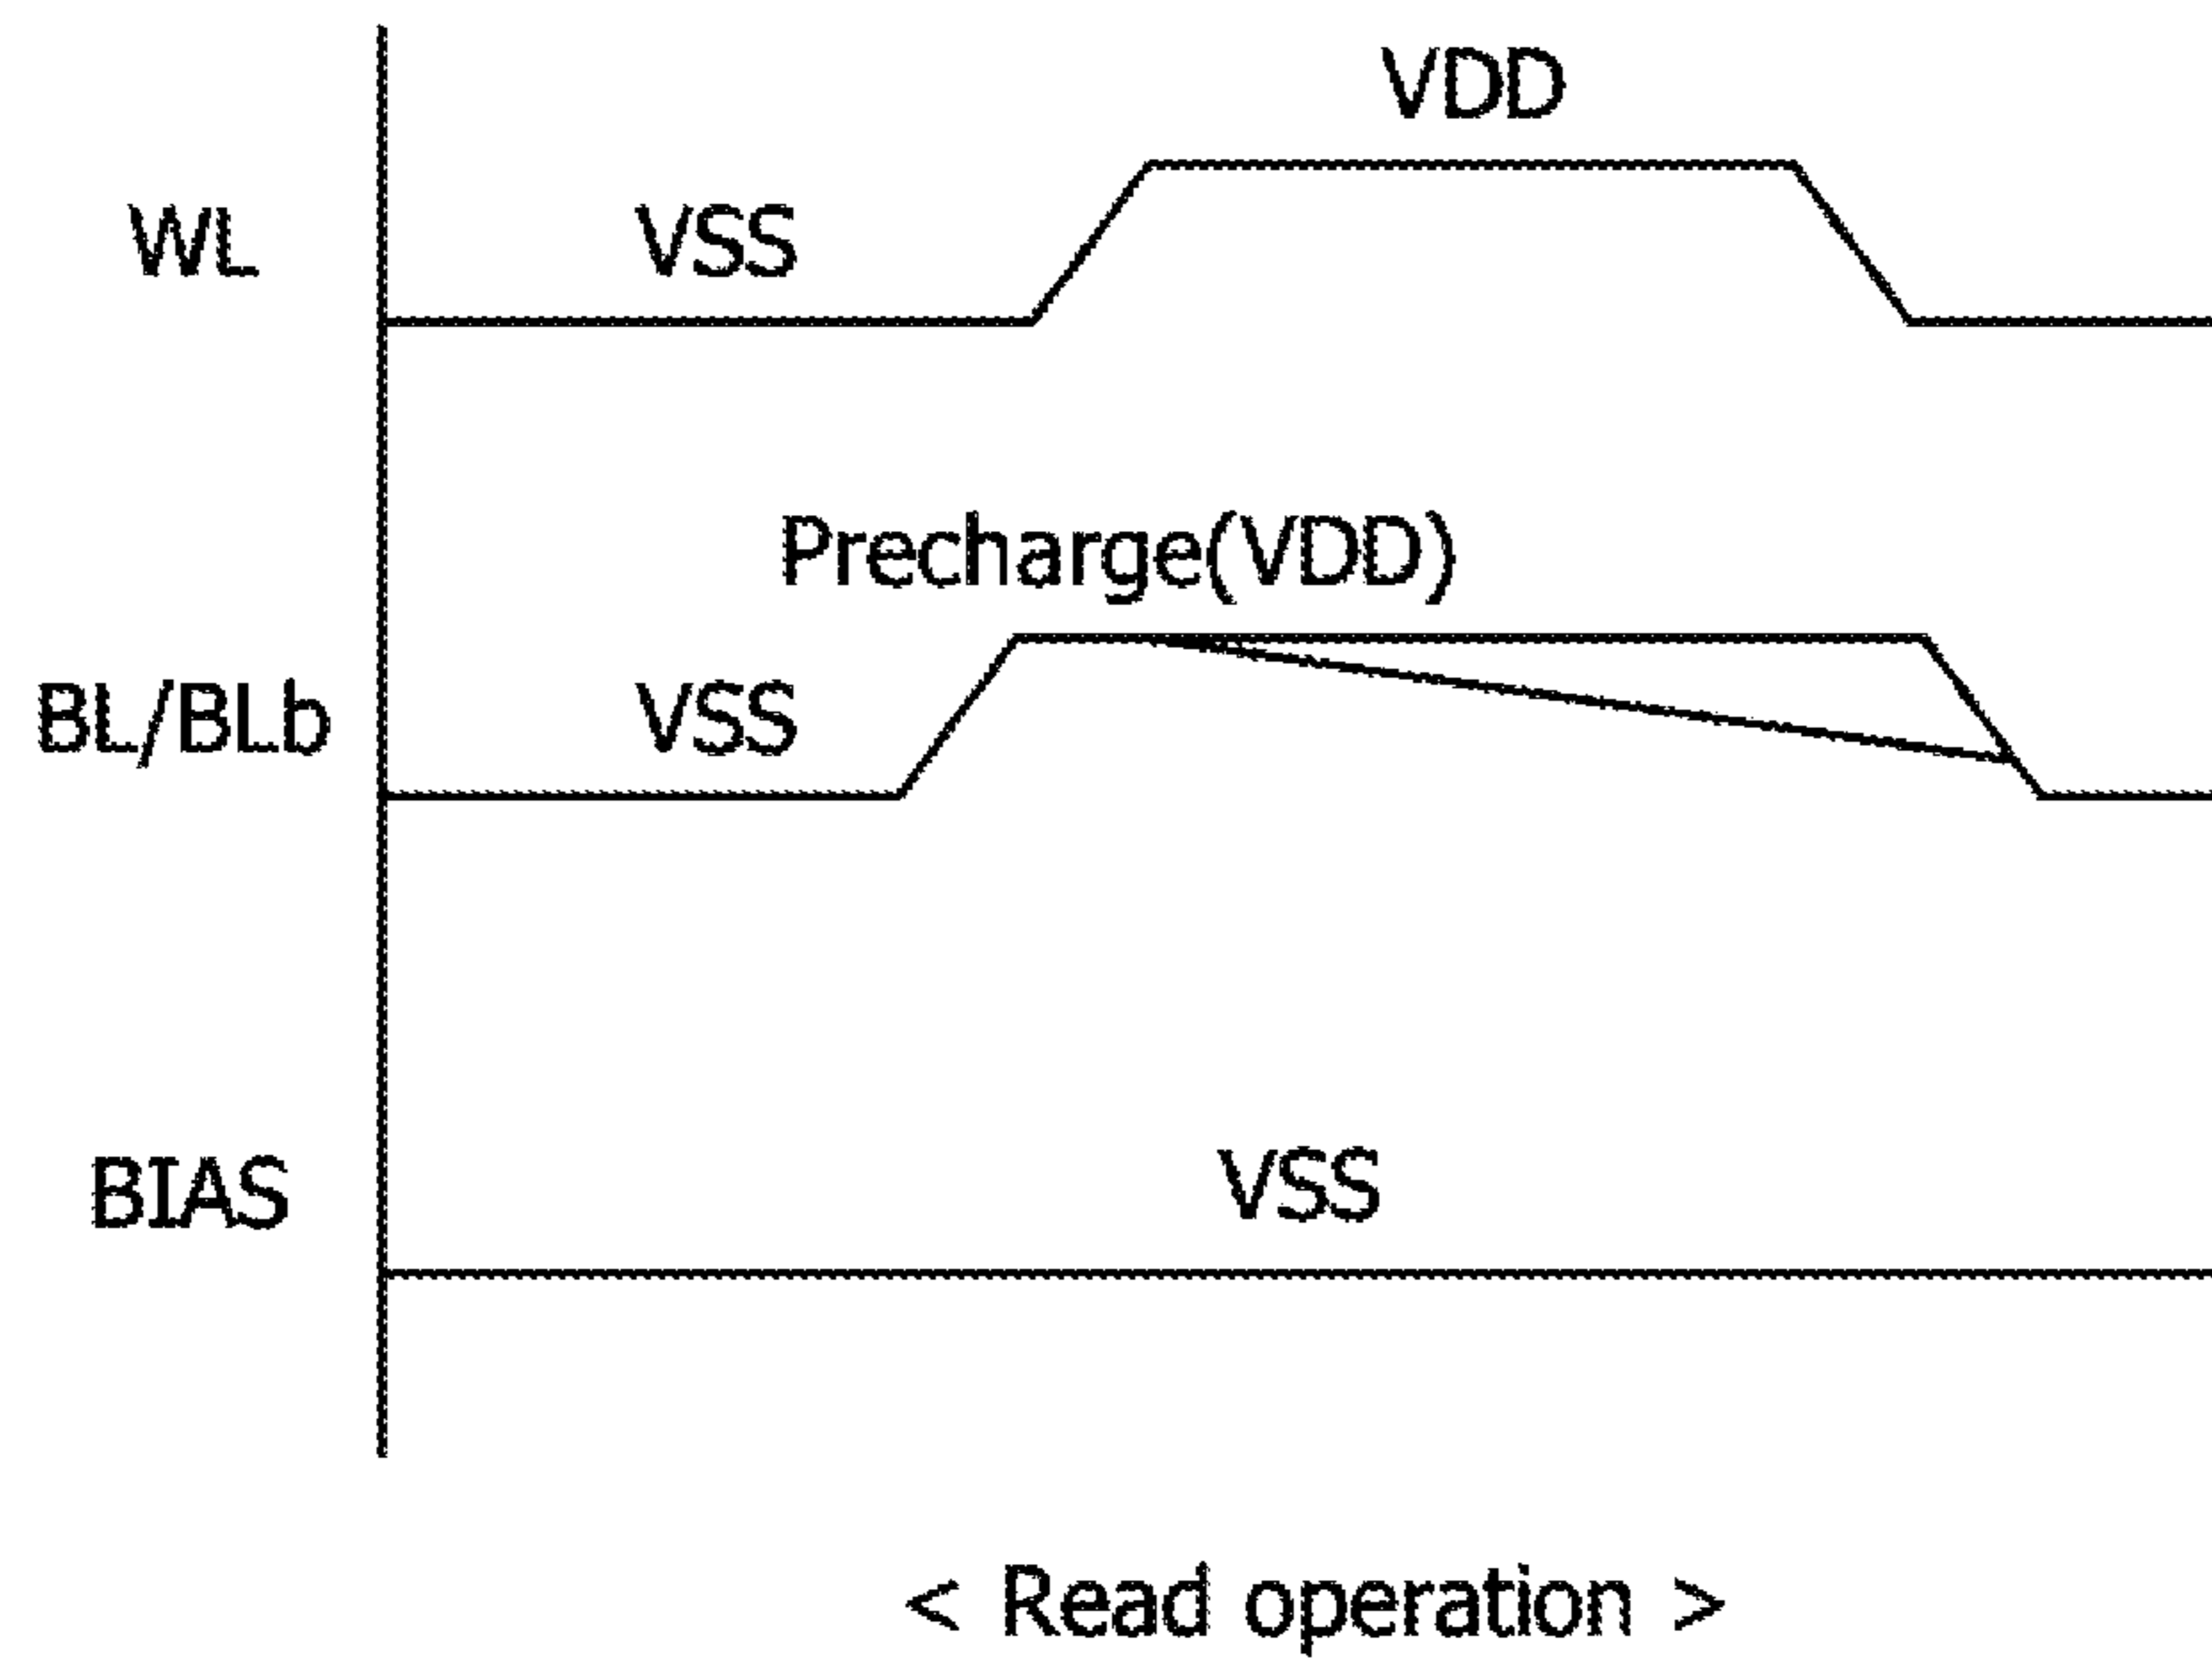 VDD
WL VSS
Precharge(VDD)
BL/BLb VSS
BIAS VSS
< Read operation >